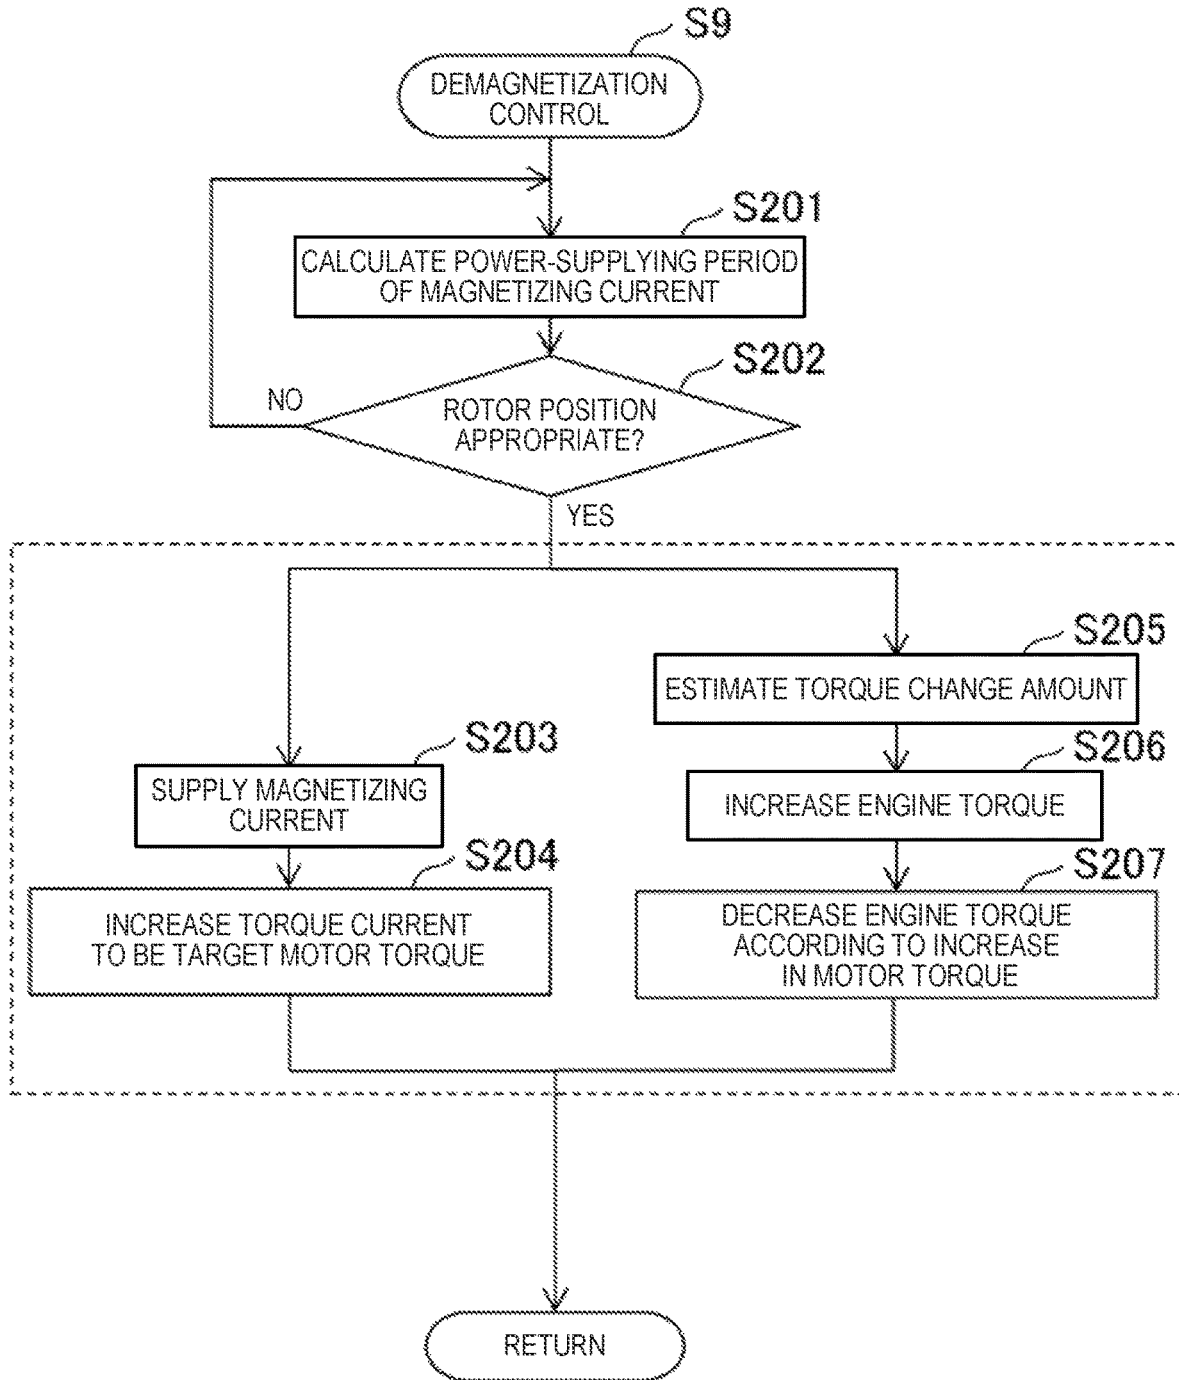 S9
DEMAGNETIZATION
CONTROL
S201
CALCULATE POWER-SUPPLYING PERIOD
OF MAGNETIZING CURRENT
S202
NO
ROTOR POSITION
APPROPRIATE?
YES
S205
ESTIMATE TORQUE CHANGE AMOUNT
S203
SUPPLY MAGNETIZING
CURRENT
S206
INCREASE ENGINE TORQUE
S204
INCREASE TORQUE CURRENT
TO BE TARGET MOTOR TORQUE
S207
DECREASE ENGINE TORQUE
ACCORDING TO INCREASE
IN MOTOR TORQUE
RETURN